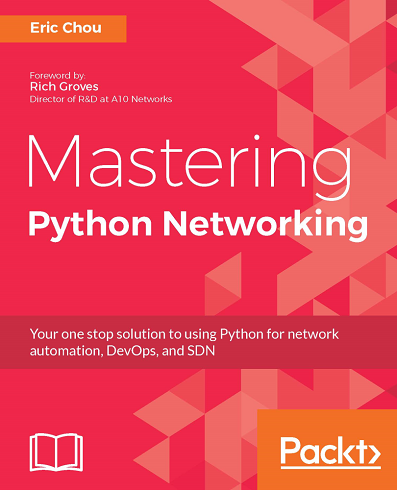 Eric Chou
Foreword by:
Rich Groves
Director of R&D at A10 Networks
Mastering
Python Networking
Your one stop solution to using Python for network
automation, DevOps, and SDN
Packt>